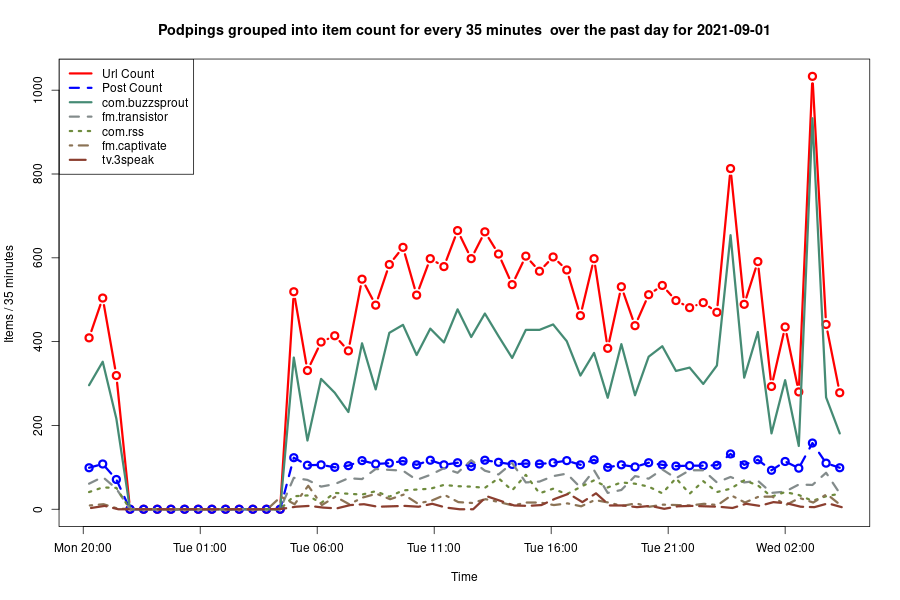 Podpings grouped into item count for every 35 minutes  over the past day for 2021-09-01
Url Count
Post Count
com.buzzsprout
fm.transistor
com.rss
fm.captivate
tv.3speak
Items / 35 minutes
1000
800
600
400
200
0
Mon 20:00 Tue 01:00 Tue 06:00 Tue 11:00 Tue 16:00 Tue 21:00 Wed 02:00
Time